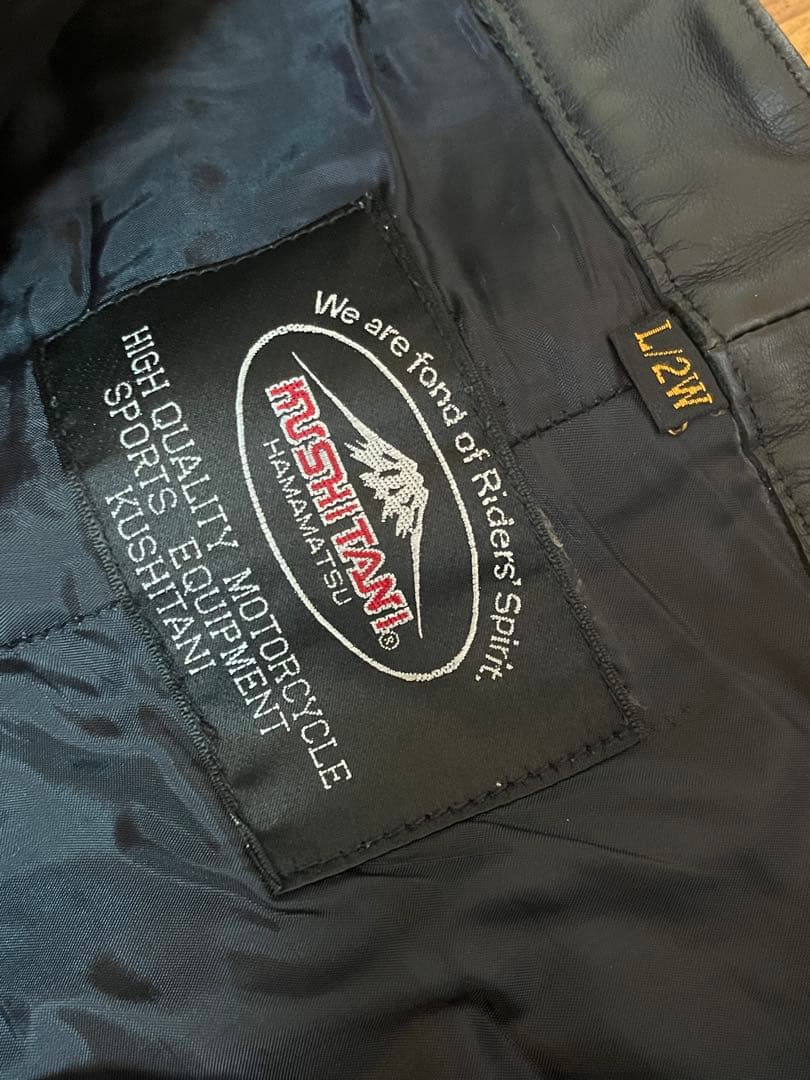 We are fond of Riders' Spirit.
KUSHITANI®
HAMAMATSU
HIGH QUALITY MOTORCYCLE
SPORTS EQUIPMENT
KUSHITANI
L/2W